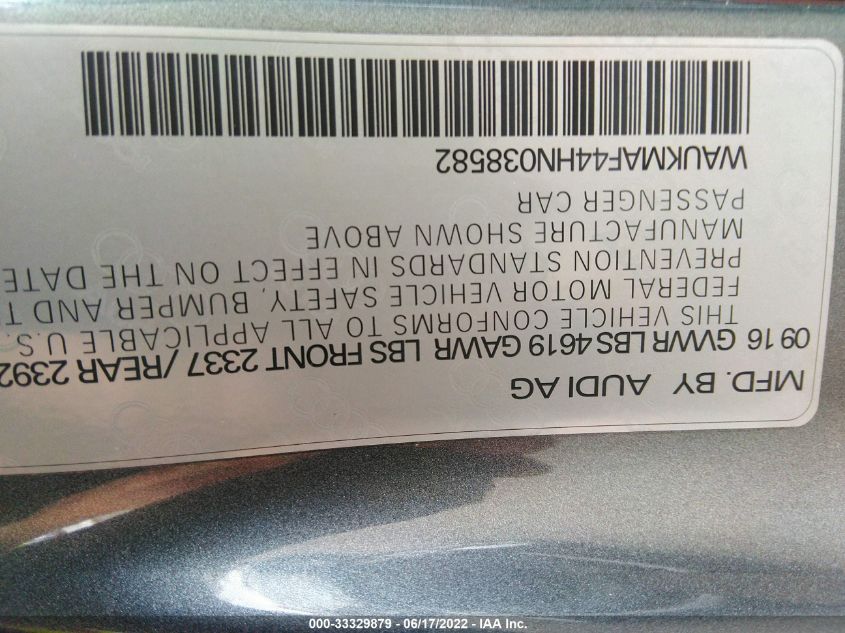 MFD. BY AUDI AG
09 16 GVWR LBS 4619 GAWR LBS FRONT 2337 / REAR 2392
THIS VEHICLE CONFORMS TO ALL APPLICABLE U.S.
FEDERAL MOTOR VEHICLE SAFETY, BUMPER AND T
PREVENTION STANDARDS IN EFFECT ON THE DATE
MANUFACTURE SHOWN ABOVE
PASSENGER CAR
WAUKMAF44HN038582
000-33329879 - 06/17/2022 - IAA Inc.